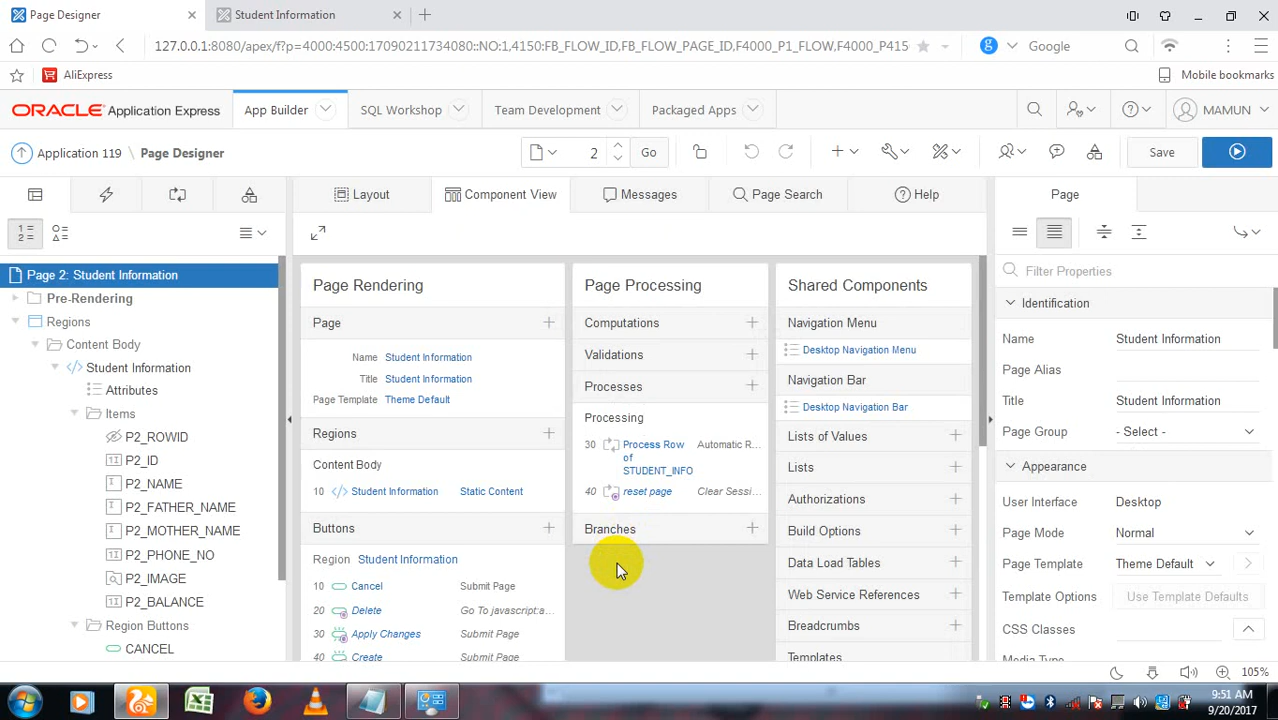 Page Designer
Student Information
127.0.0.1:8080/apex/f?p=4000:4500:17090211734080::NO:1,4150:FB_FLOW_ID,FB_FLOW_PAGE_ID,F4000_P1_FLOW,F4000_P415
Google
AliExpress
Mobile bookmarks
ORACLE Application Express
App Builder
SQL Workshop
Team Development
Packaged Apps
MAMUN
Application 119 \ Page Designer
2
Go
Save
Layout
Component View
Messages
Page Search
Help
Page
Page 2: Student Information
Pre-Rendering
Regions
Content Body
Student Information
Attributes
Items
P2_ROWID
P2_ID
P2_NAME
P2_FATHER_NAME
P2_MOTHER_NAME
P2_PHONE_NO
P2_IMAGE
P2_BALANCE
Region Buttons
CANCEL
Page Rendering
Page
Name Student Information
Title Student Information
Page Template Theme Default
Regions
Content Body
10 Student Information Static Content
Buttons
Region Student Information
10 Cancel Submit Page
20 Delete Go To javascript:a...
30 Apply Changes Submit Page
40 Create Submit Page
Page Processing
Computations
Validations
Processes
Processing
30 Process Row of STUDENT_INFO Automatic R...
40 reset page Clear Sessi...
Branches
Shared Components
Navigation Menu
Desktop Navigation Menu
Navigation Bar
Desktop Navigation Bar
Lists of Values
Lists
Authorizations
Build Options
Data Load Tables
Web Service References
Breadcrumbs
Templates
Filter Properties
Identification
Name Student Information
Page Alias
Title Student Information
Page Group - Select -
Appearance
User Interface Desktop
Page Mode Normal
Page Template Theme Default
Template Options Use Template Defaults
CSS Classes
Media Type
105%
9:51 AM
9/20/2017